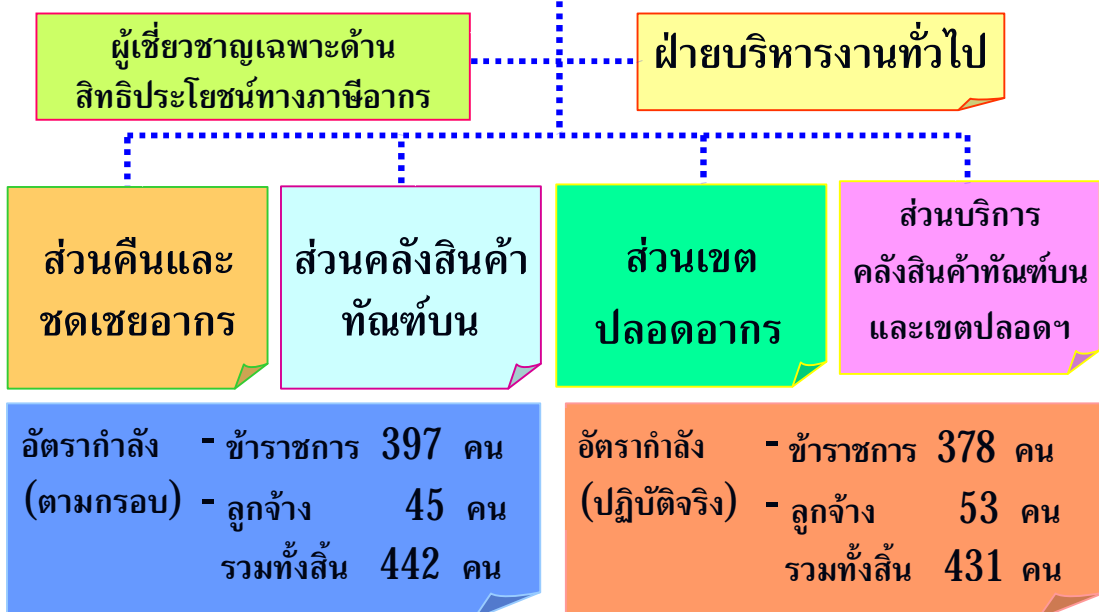 ผู้เชี่ยวชาญเฉพาะด้าน
สิทธิประโยชน์ทางภาษีอากร
ฝ่ายบริหารงานทั่วไป
ส่วนคืนและ
ชดเชยอากร
ส่วนคลังสินค้า
ทัณฑ์บน
ส่วนเขต
ปลอดอากร
ส่วนบริการ
คลังสินค้าทัณฑ์บน
และเขตปลอดฯ
อัตรากำลัง - ข้าราชการ 397 คน
(ตามกรอบ) - ลูกจ้าง 45 คน
รวมทั้งสิ้น 442 คน
อัตรากำลัง - ข้าราชการ 378 คน
(ปฏิบัติจริง) - ลูกจ้าง 53 คน
รวมทั้งสิ้น 431 คน